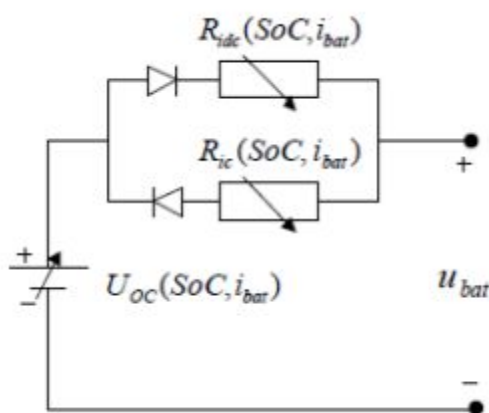 R_idc(SoC,i_bat)
R_ic(SoC,i_bat)
+
+
−
U_OC(SoC,i_bat)
u_bat
−